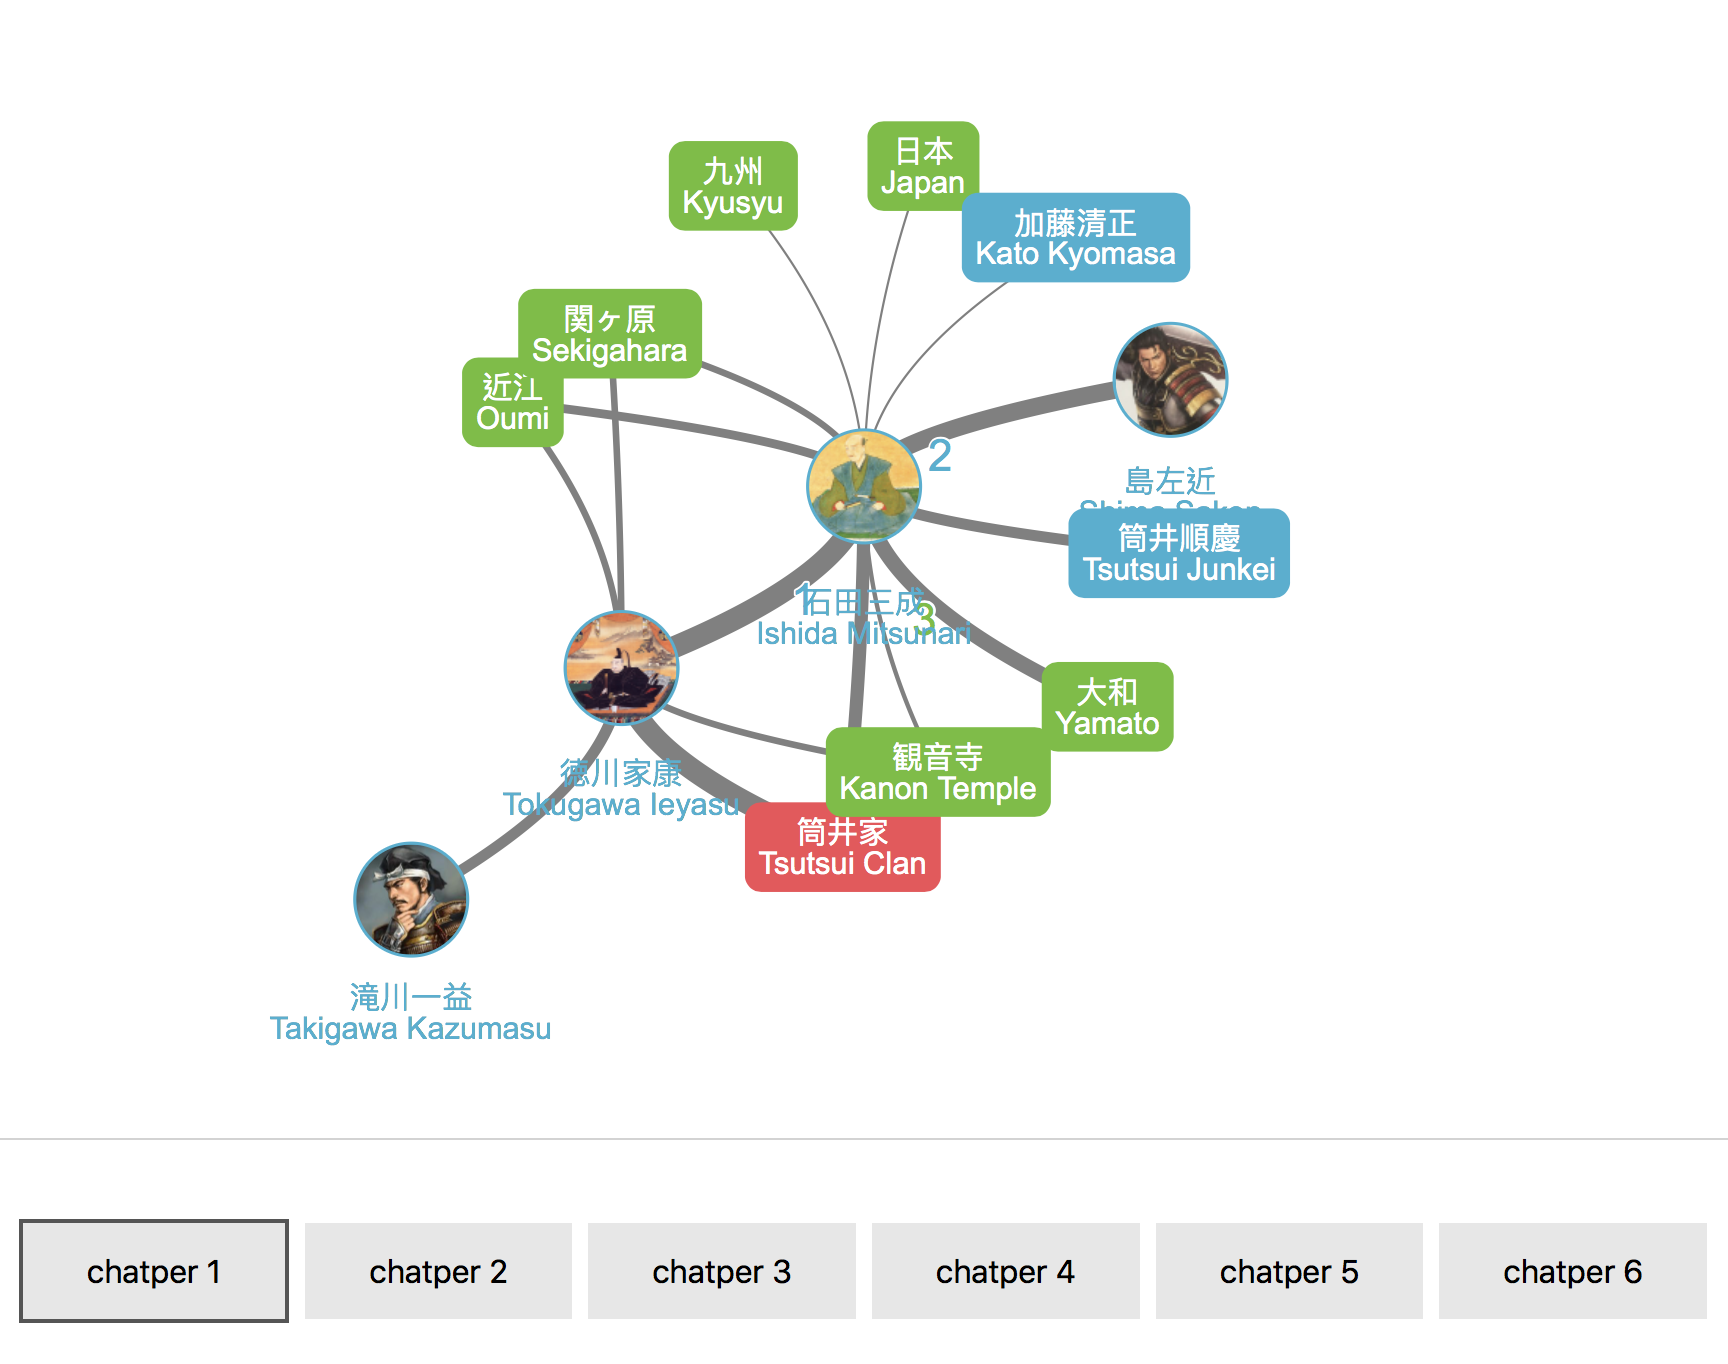 九州
Kyusyu
日本
Japan
加藤清正
Kato Kyomasa
関ヶ原
Sekigahara
近江
Oumi
2
島左近
Shima Sakon
筒井順慶
Tsutsui Junkei
1
石田三成
3
Ishida Mitsunari
大和
Yamato
観音寺
Kanon Temple
徳川家康
Tokugawa Ieyasu
筒井家
Tsutsui Clan
滝川一益
Takigawa Kazumasu
chatper 1
chatper 2
chatper 3
chatper 4
chatper 5
chatper 6